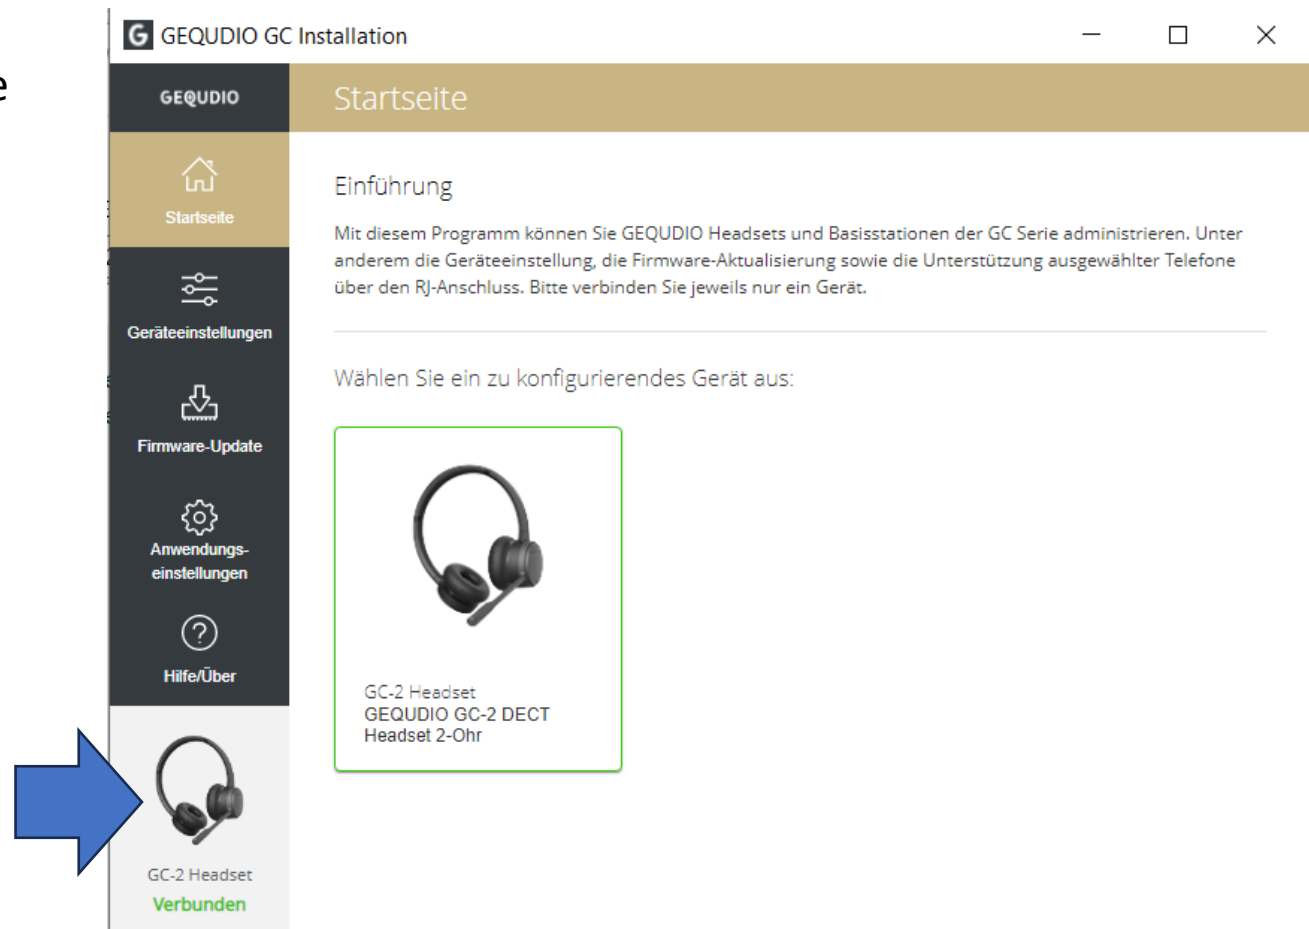 G GEQUDIO GC Installation
e
GEQUDIO
Startseite
Startseite
Geräteeinstellungen
Firmware-Update
Anwendungs-
einstellungen
?
Hilfe/Über
GC-2 Headset
Verbunden
Einführung
Mit diesem Programm können Sie GEQUDIO Headsets und Basisstationen der GC Serie administrieren. Unter
anderem die Geräteeinstellung, die Firmware-Aktualisierung sowie die Unterstützung ausgewählter Telefone
über den RJ-Anschluss. Bitte verbinden Sie jeweils nur ein Gerät.
Wählen Sie ein zu konfigurierendes Gerät aus:
GC-2 Headset
GEQUDIO GC-2 DECT
Headset 2-Ohr